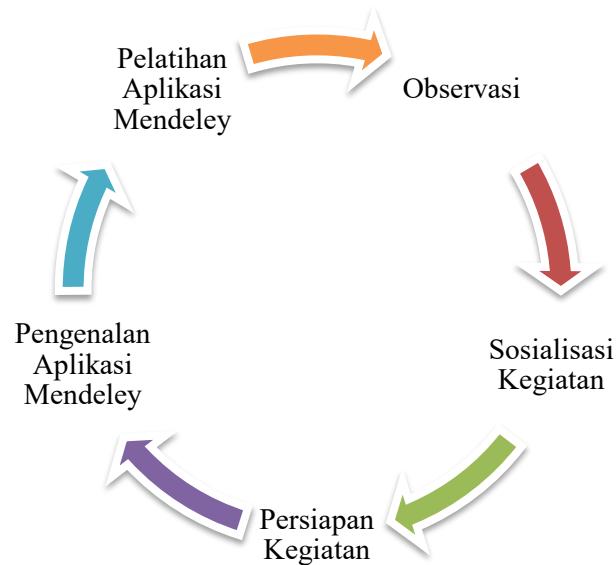 Pelatihan
Aplikasi
Mendeley
Observasi
Sosialisasi
Kegiatan
Persiapan
Kegiatan
Pengenalan
Aplikasi
Mendeley